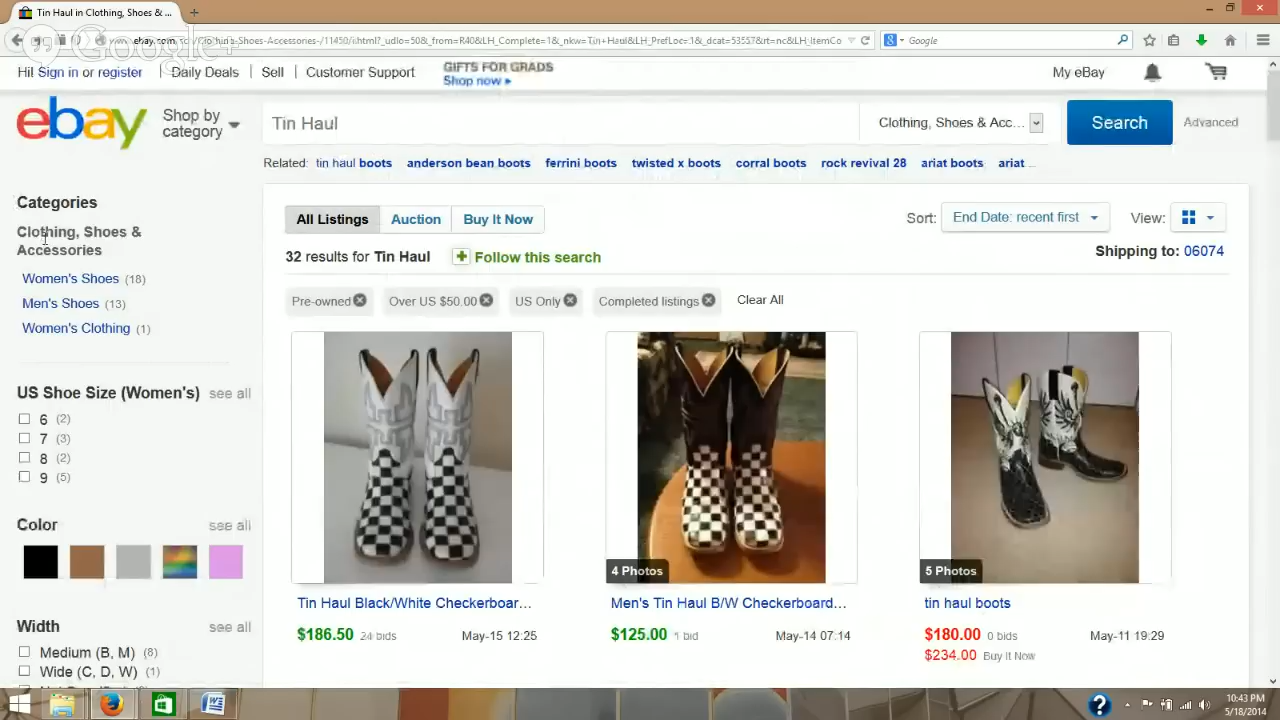 Tin Haul in Clothing, Shoes & ...
Google+
Google
Hi! Sign in or register
Daily Deals
Sell
Customer Support
GIFTS FOR GRADS
Shop now
My eBay
ebay
Shop by
category
Tin Haul
Clothing, Shoes & Acc...
Search
Advanced
Related: tin haul boots anderson bean boots ferrini boots twisted x boots corral boots rock revival 28 ariat boots ariat ...
Categories
Clothing, Shoes &
Accessories
Women's Shoes (18)
Men's Shoes (13)
Women's Clothing (1)
US Shoe Size (Women's) see all
6 (2)
7 (3)
8 (2)
9 (5)
Color see all
Width see all
Medium (B, M) (8)
Wide (C, D, W) (1)
All Listings
Auction
Buy It Now
Sort: End Date: recent first
View:
32 results for Tin Haul
Follow this search
Shipping to: 06074
Pre-owned
Over US $50.00
US Only
Completed listings
Clear All
4 Photos
5 Photos
Tin Haul Black/White Checkerboar...
$186.50 24 bids May-15 12:25
Men's Tin Haul B/W Checkerboard...
$125.00 1 bid May-14 07:14
tin haul boots
$180.00 0 bids May-11 19:29
$234.00 Buy It Now
10:43 PM
5/18/2014